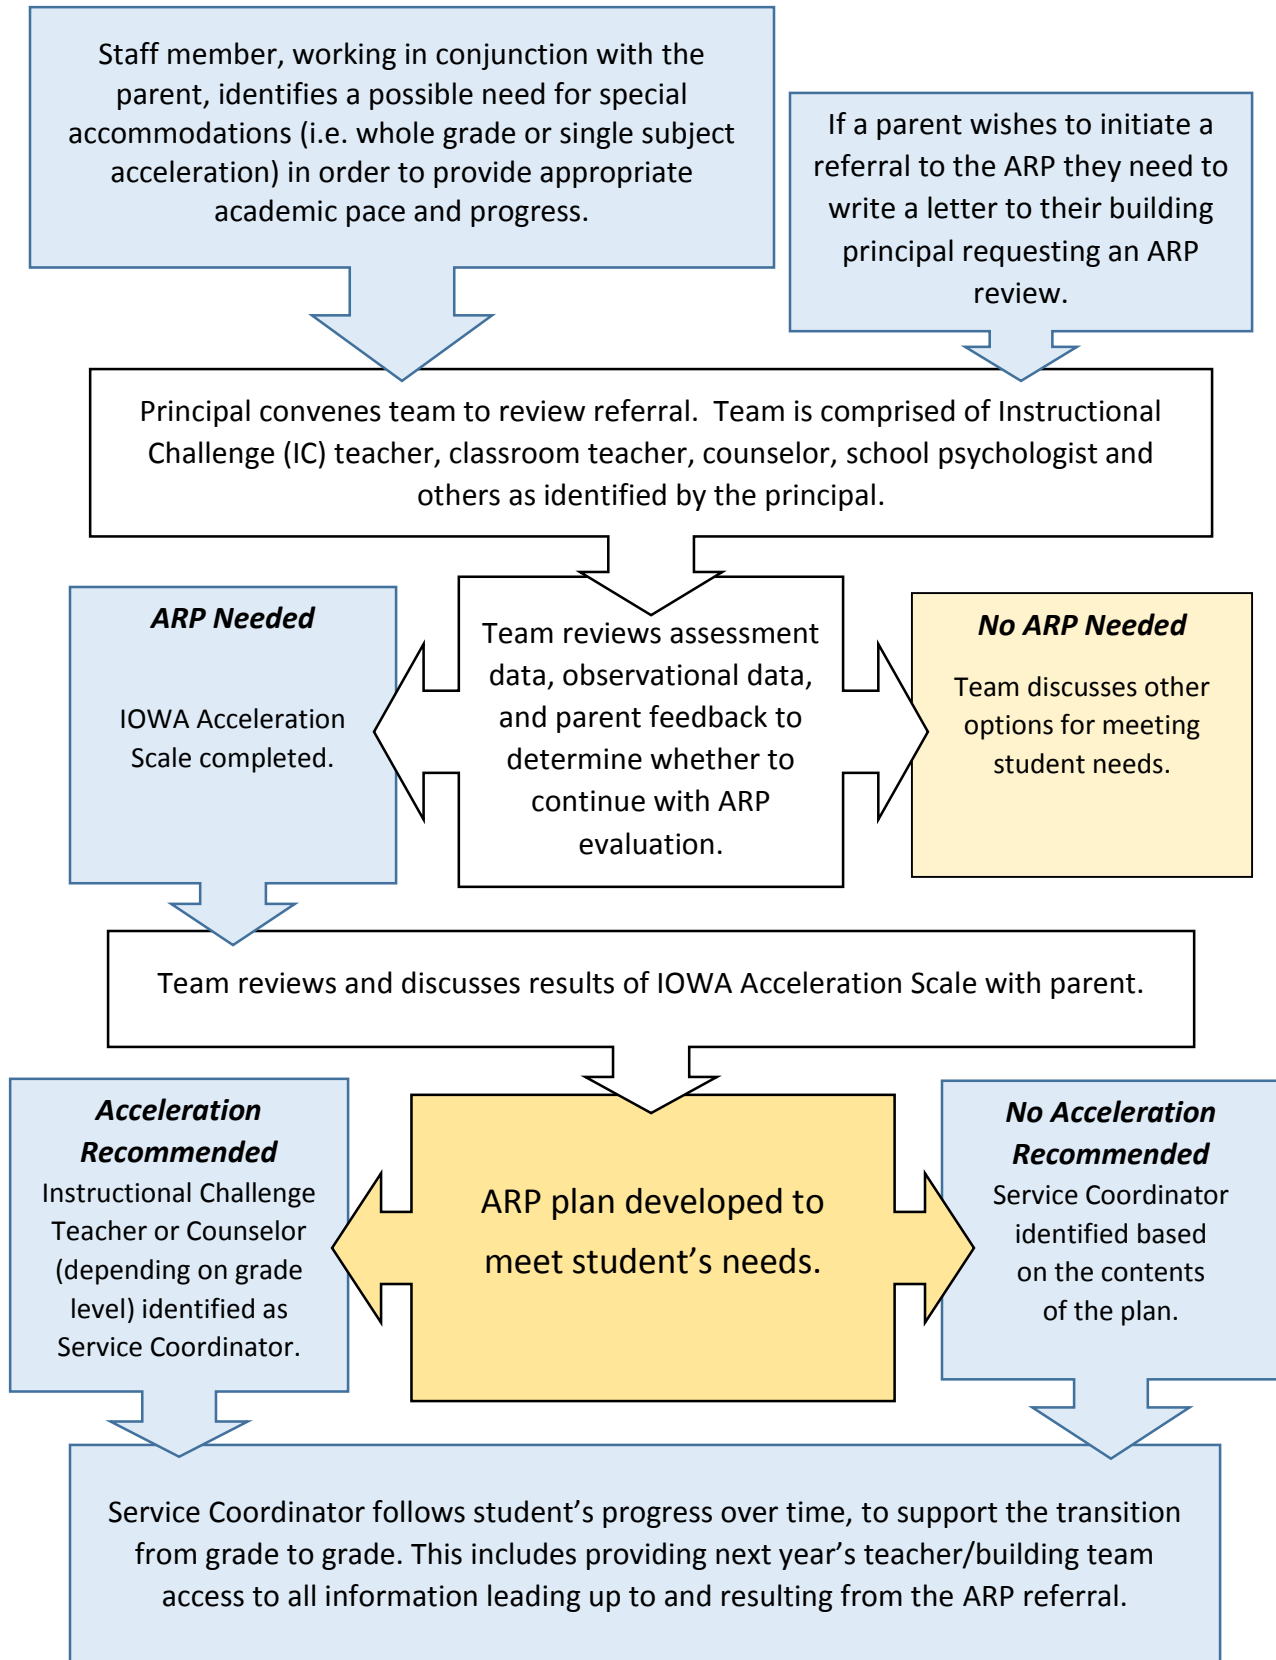 Staff member, working in conjunction with the
parent, identifies a possible need for special
accommodations (i.e. whole grade or single subject
acceleration) in order to provide appropriate
academic pace and progress.
If a parent wishes to initiate a
referral to the ARP they need to
write a letter to their building
principal requesting an ARP
review.
Principal convenes team to review referral.  Team is comprised of Instructional
Challenge (IC) teacher, classroom teacher, counselor, school psychologist and
others as identified by the principal.
ARP Needed
IOWA Acceleration
Scale completed.
Team reviews assessment
data, observational data,
and parent feedback to
determine whether to
continue with ARP
evaluation.
No ARP Needed
Team discusses other
options for meeting
student needs.
Team reviews and discusses results of IOWA Acceleration Scale with parent.
Acceleration
Recommended
Instructional Challenge
Teacher or Counselor
(depending on grade
level) identified as
Service Coordinator.
ARP plan developed to
meet student’s needs.
No Acceleration
Recommended
Service Coordinator
identified based
on the contents
of the plan.
Service Coordinator follows student’s progress over time, to support the transition
from grade to grade. This includes providing next year’s teacher/building team
access to all information leading up to and resulting from the ARP referral.